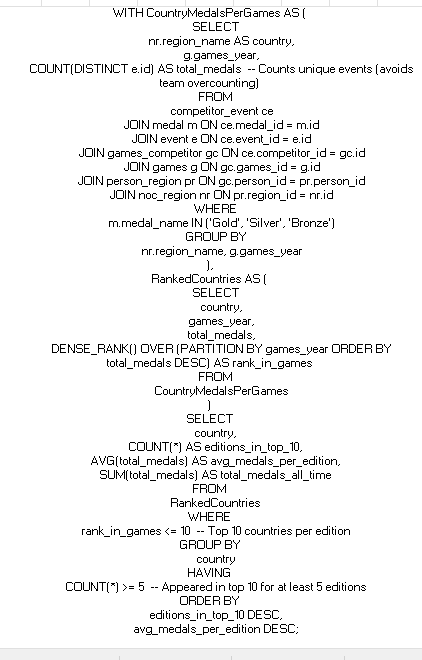 WITH CountryMedalsPerGames AS (
SELECT
nr.region_name AS country,
g.games_year,
COUNT(DISTINCT e.id) AS total_medals -- Counts unique events (avoids
team overcounting)
FROM
competitor_event ce
JOIN medal m ON ce.medal_id = m.id
JOIN event e ON ce.event_id = e.id
JOIN games_competitor gc ON ce.competitor_id = gc.id
JOIN games g ON gc.games_id = g.id
JOIN person_region pr ON gc.person_id = pr.person_id
JOIN noc_region nr ON pr.region_id = nr.id
WHERE
m.medal_name IN ('Gold', 'Silver', 'Bronze')
GROUP BY
nr.region_name, g.games_year
),
RankedCountries AS (
SELECT
country,
games_year,
total_medals,
DENSE_RANK() OVER (PARTITION BY games_year ORDER BY
total_medals DESC) AS rank_in_games
FROM
CountryMedalsPerGames
)
SELECT
country,
COUNT(*) AS editions_in_top_10,
AVG(total_medals) AS avg_medals_per_edition,
SUM(total_medals) AS total_medals_all_time
FROM
RankedCountries
WHERE
rank_in_games <= 10 -- Top 10 countries per edition
GROUP BY
country
HAVING
COUNT(*) >= 5 -- Appeared in top 10 for at least 5 editions
ORDER BY
editions_in_top_10 DESC,
avg_medals_per_edition DESC;